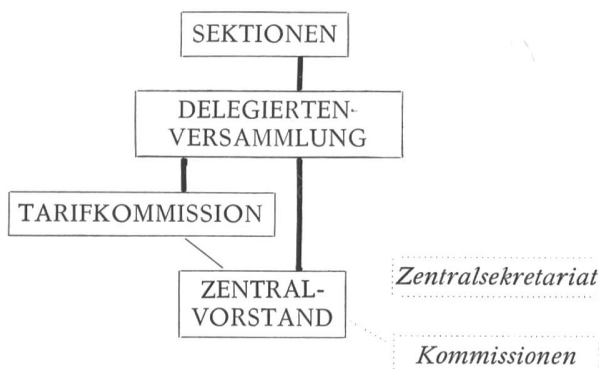 SEKTIONEN
DELEGIERTEN-
VERSAMMLUNG
TARIFKOMMISSION
ZENTRAL-
VORSTAND
Zentralsekretariat
Kommissionen